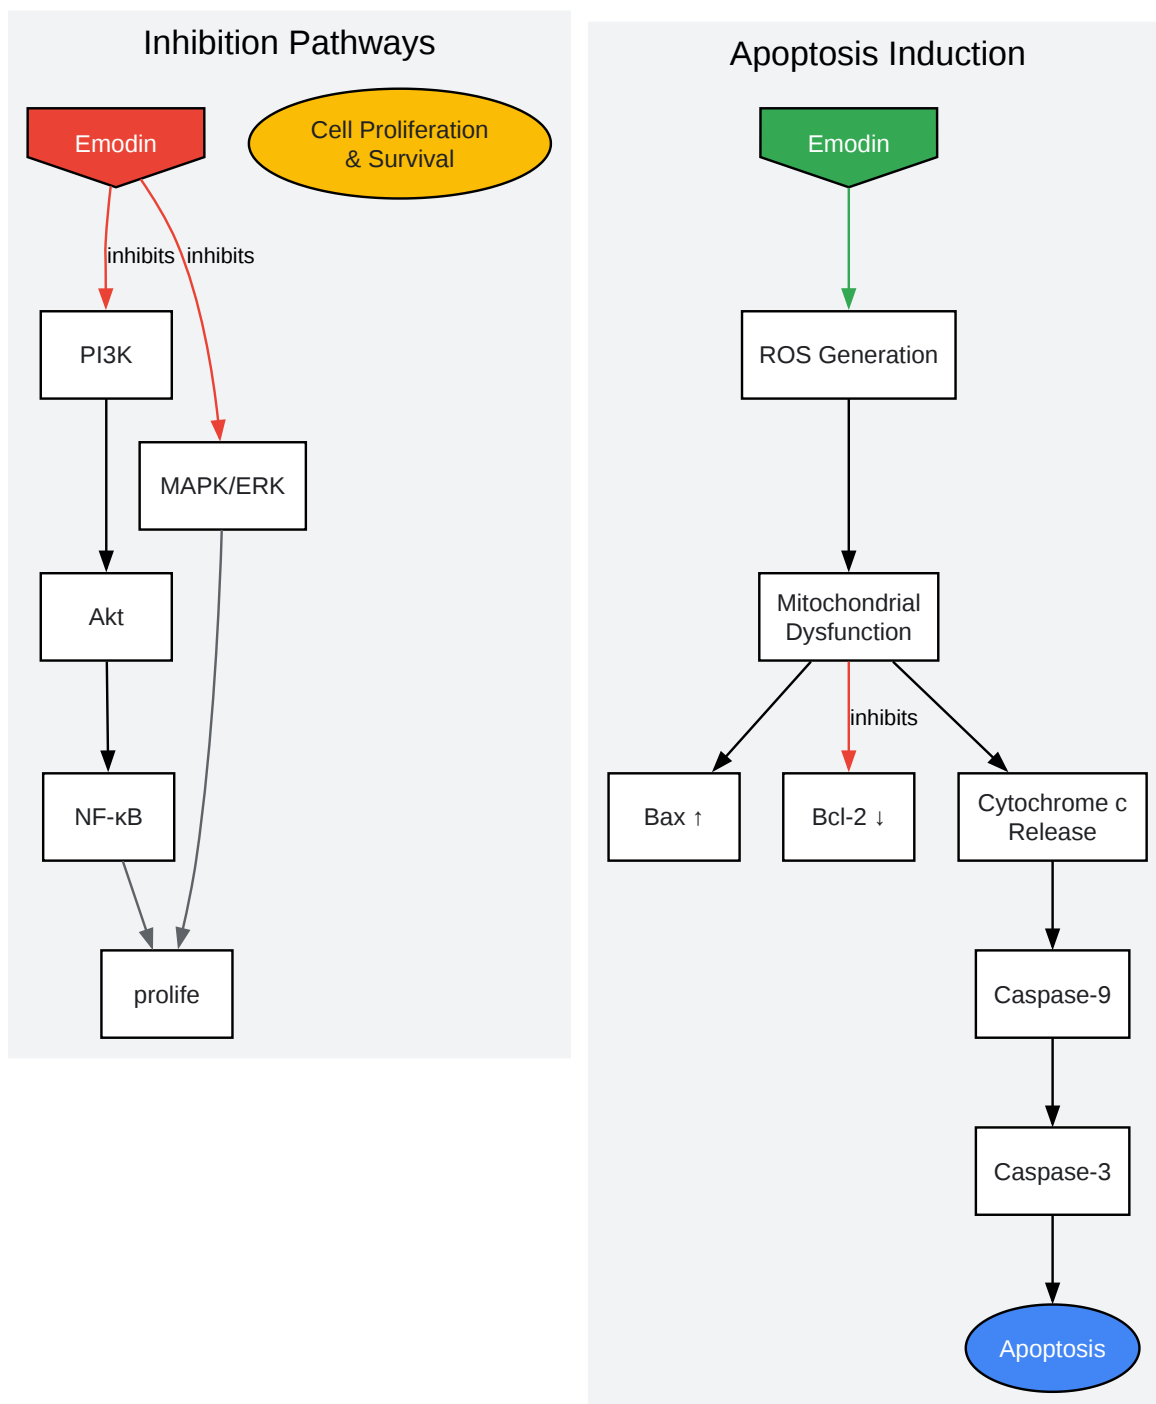 Inhibition Pathways
Emodin
Cell Proliferation
& Survival
inhibits
inhibits
PI3K
MAPK/ERK
Akt
NF-κB
prolife
Apoptosis Induction
Emodin
ROS Generation
Mitochondrial
Dysfunction
inhibits
Bax ↑
Bcl-2 ↓
Cytochrome c
Release
Caspase-9
Caspase-3
Apoptosis